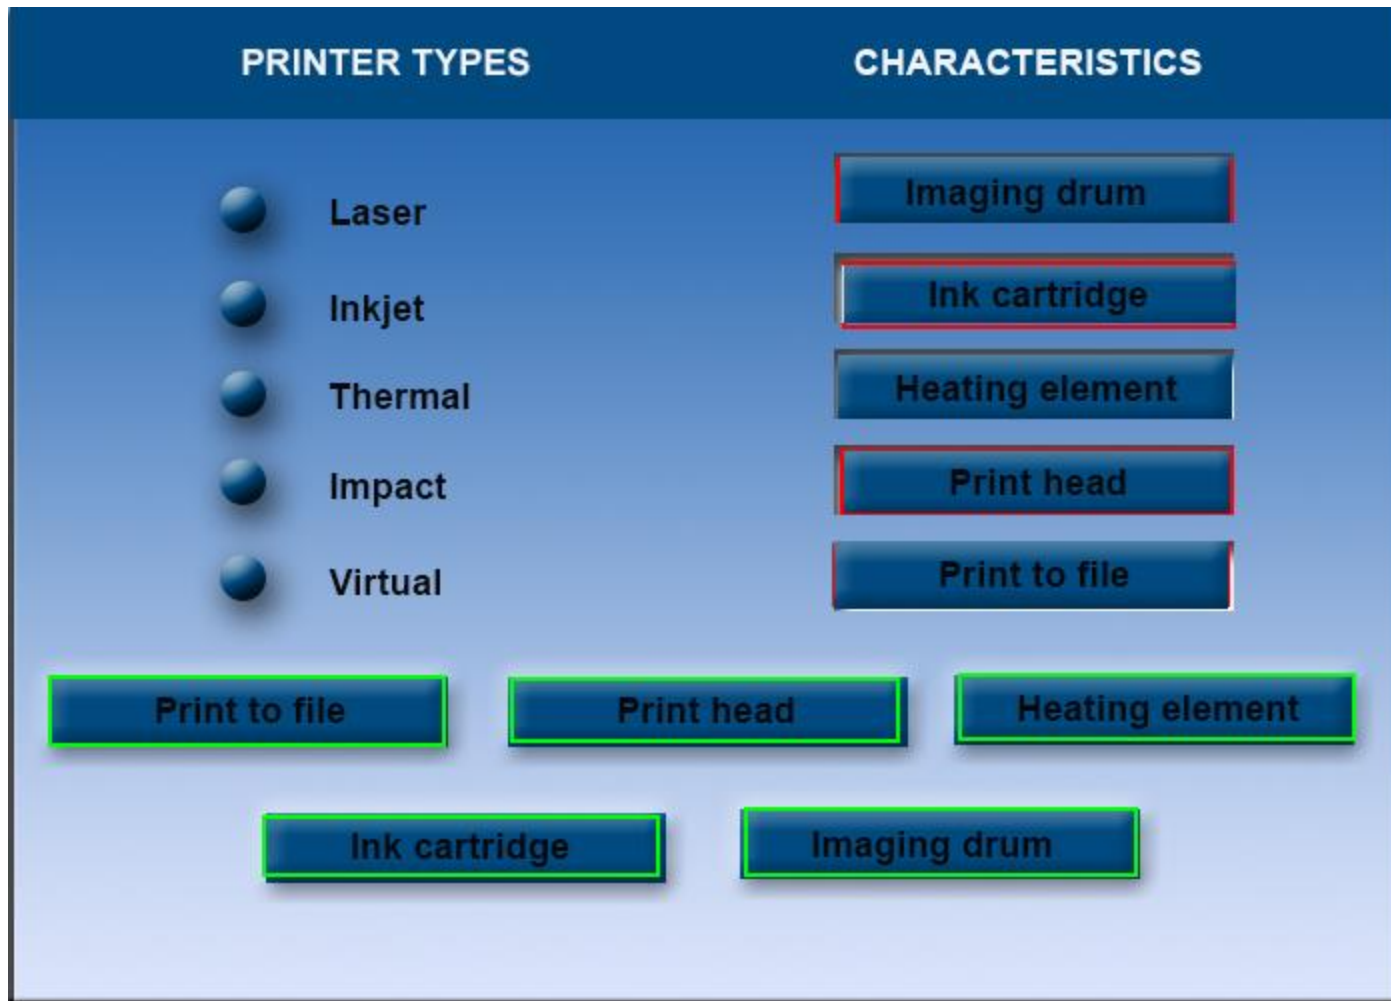 PRINTER TYPES CHARACTERISTICS
Laser Imaging drum
Inkjet Ink cartridge
Thermal Heating element
Impact Print head
Virtual Print to file
Print to file Print head Heating element
Ink cartridge Imaging drum